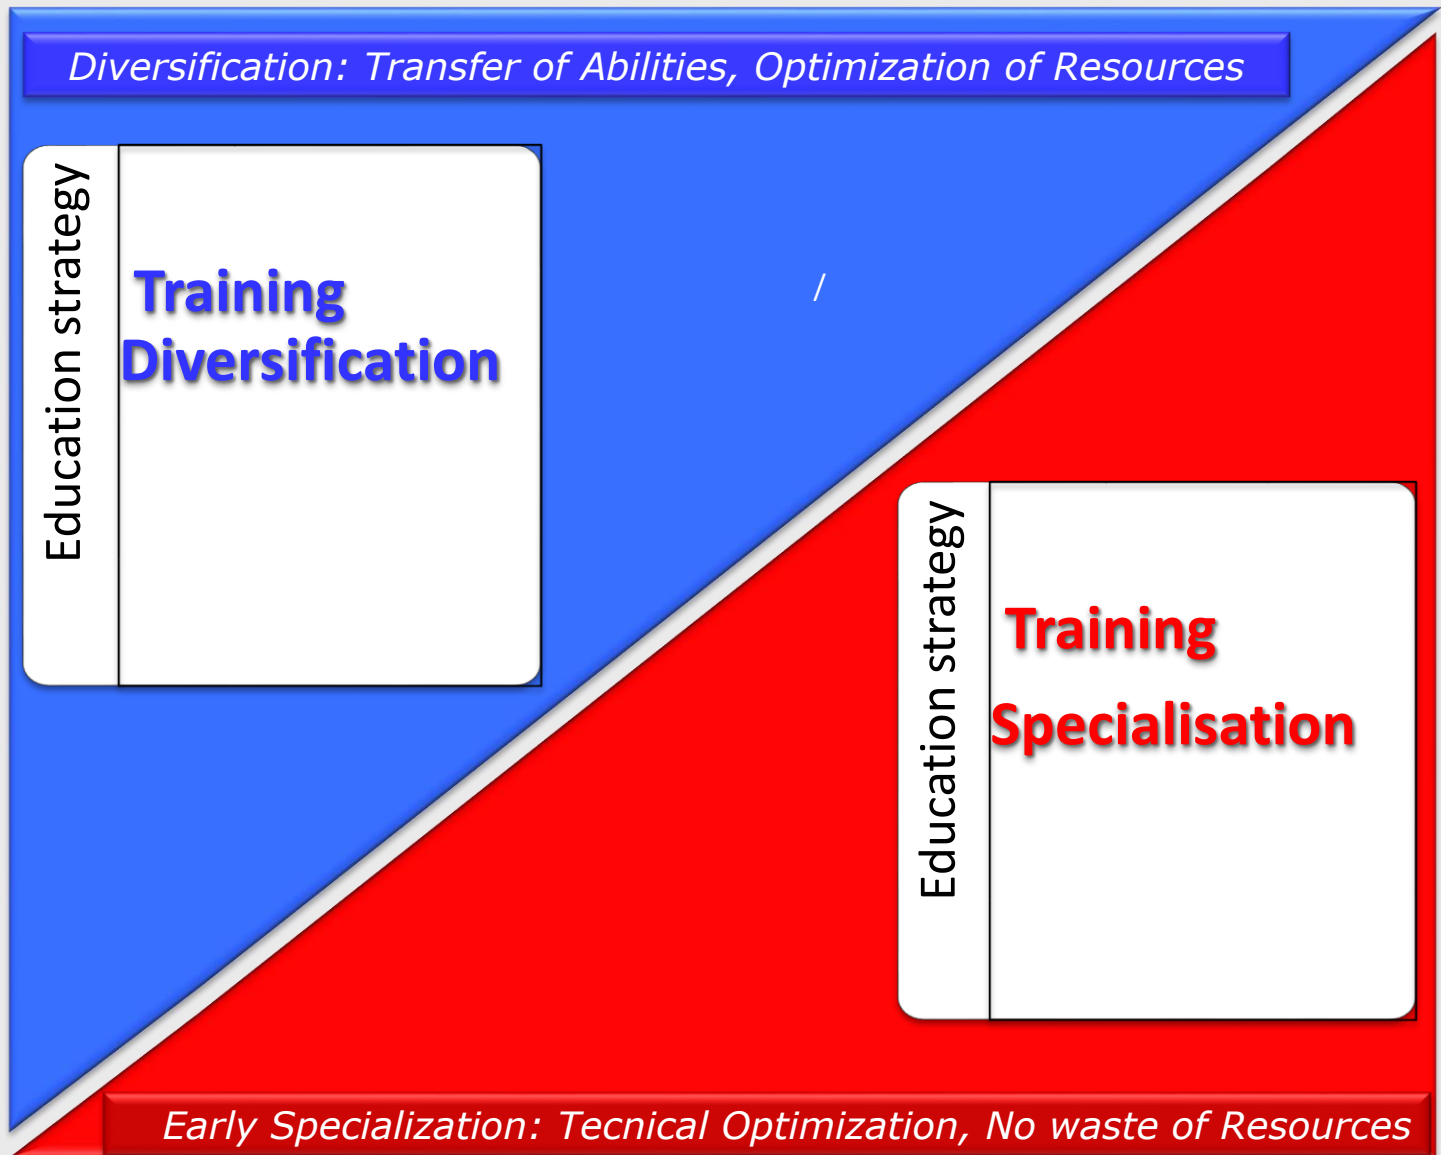 Diversification: Transfer of Abilities, Optimization of Resources
Education strategy
Training
Diversification
/
Education strategy
Training
Specialisation
Early Specialization: Tecnical Optimization, No waste of Resources